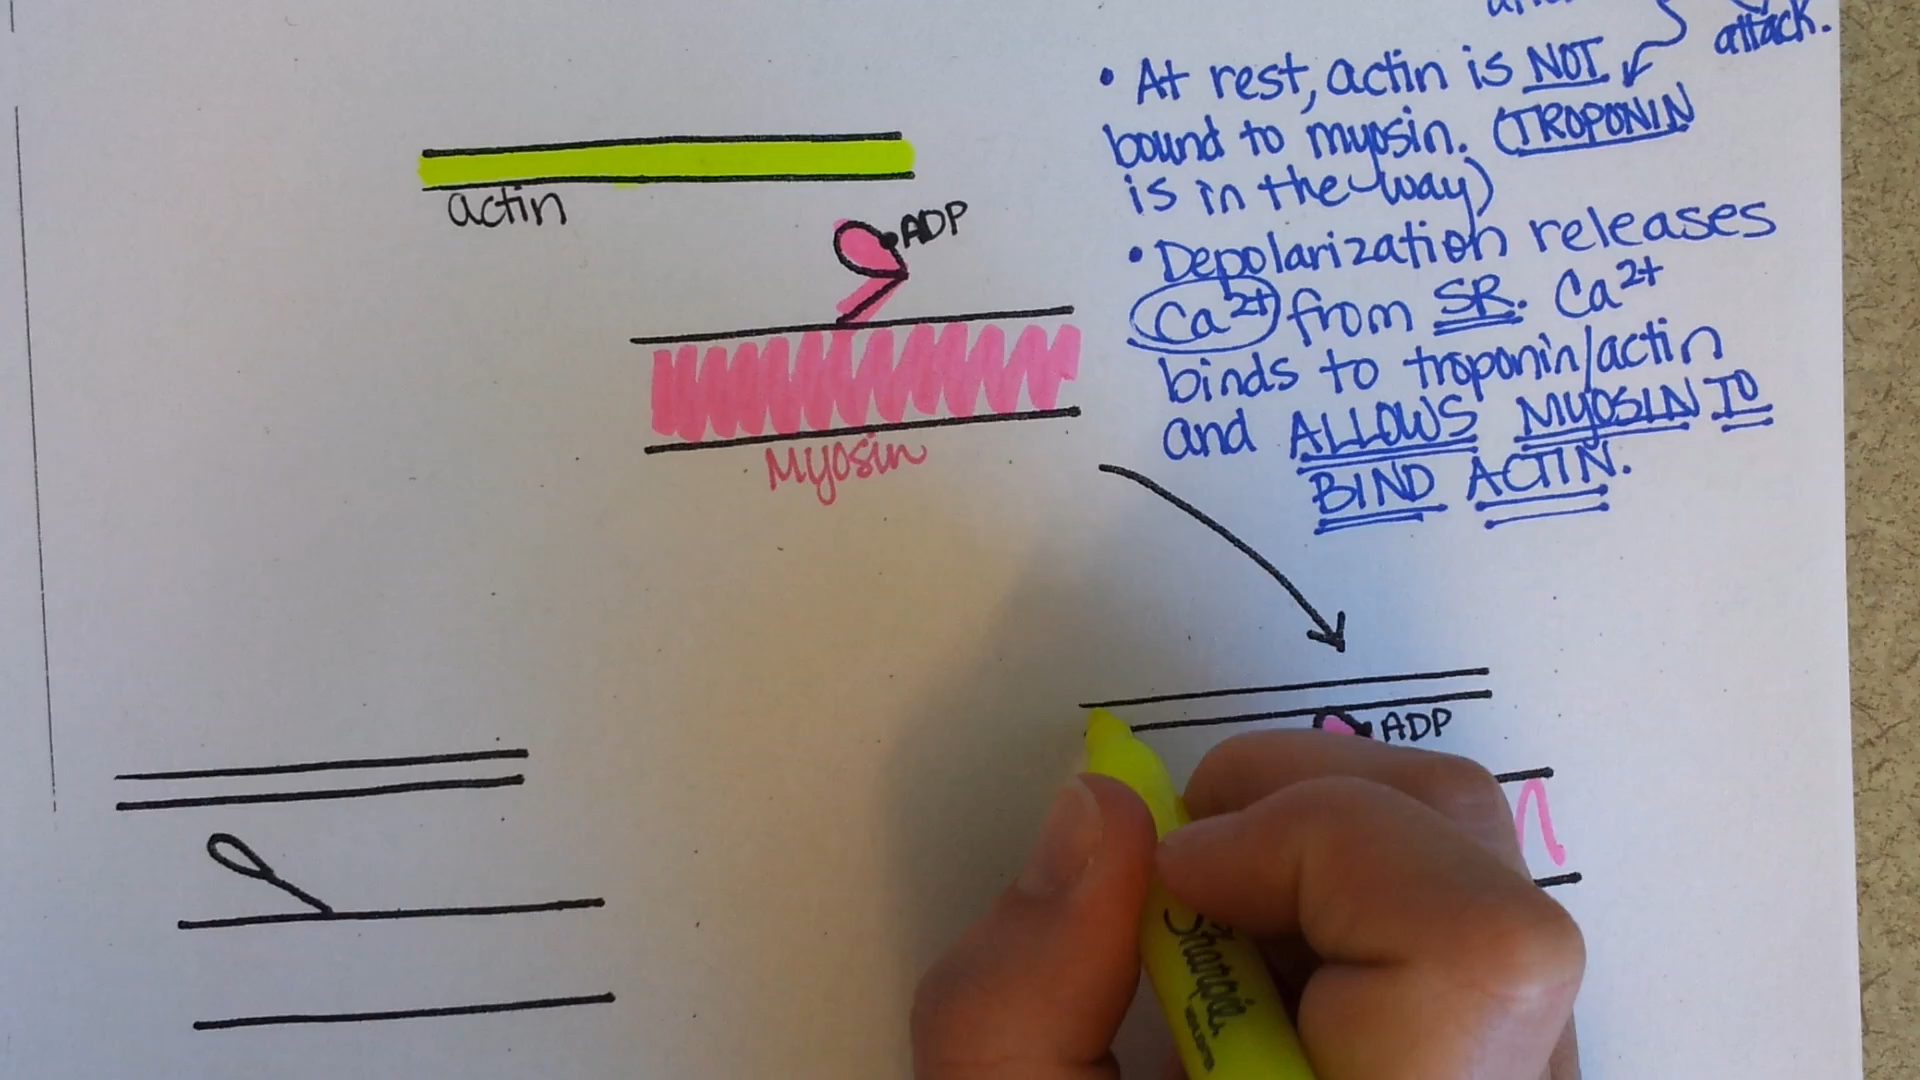 attack.
• At rest, actin is NOT
bound to myosin. (TROPONIN
is in the way)
• Depolarization releases
Ca²⁺ from SR. Ca²⁺
binds to troponin/actin
and ALLOWS MYOSIN TO
BIND ACTIN.
actin
ADP
Myosin
ADP
Sharpie